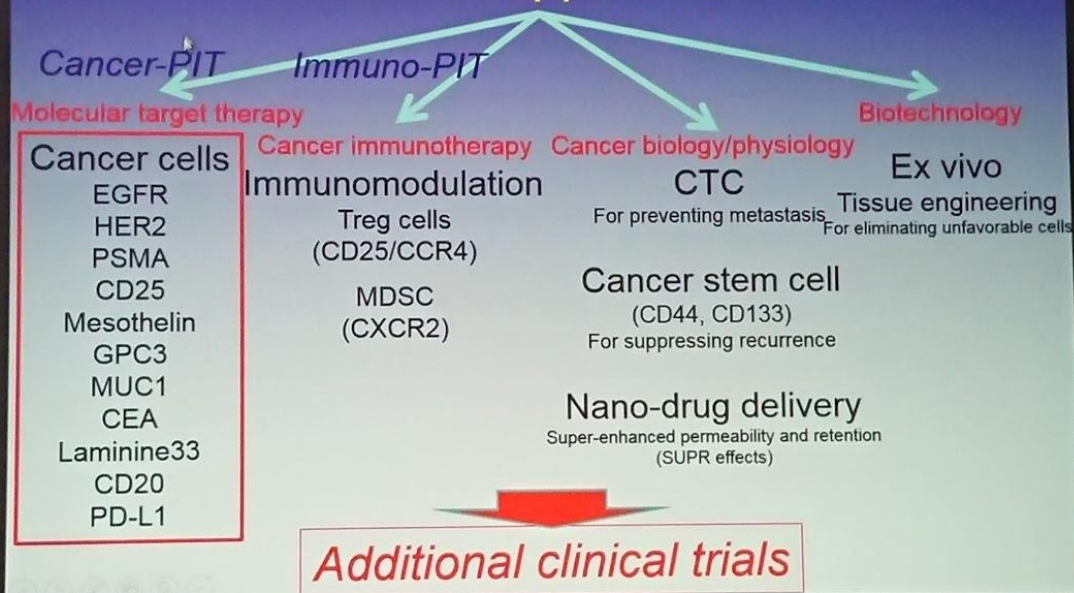 Cancer-PIT
Immuno-PIT
Molecular target therapy
Cancer cells
EGFR
HER2
PSMA
CD25
Mesothelin
GPC3
MUC1
CEA
Laminine33
CD20
PD-L1
Cancer immunotherapy
Immunomodulation
Treg cells
(CD25/CCR4)
MDSC
(CXCR2)
Cancer biology/physiology
CTC
For preventing metastasis
Cancer stem cell
(CD44, CD133)
For suppressing recurrence
Nano-drug delivery
Super-enhanced permeability and retention
(SUPR effects)
Biotechnology
Ex vivo
Tissue engineering
For eliminating unfavorable cells
Additional clinical trials